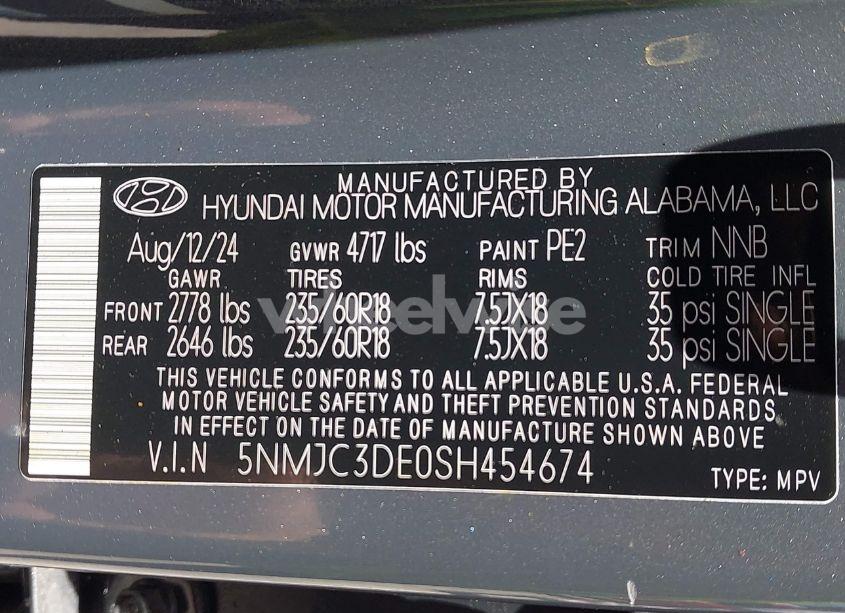 MANUFACTURED BY
HYUNDAI MOTOR MANUFACTURING ALABAMA, LLC
Aug/12/24 GVWR 4717 lbs PAINT PE2 TRIM NNB
GAWR TIRES RIMS COLD TIRE INFL
FRONT 2778 lbs 235/60R18 7.5JX18 35 psi SINGLE
wheelwise
REAR 2646 lbs 235/60R18 7.5JX18 35 psi SINGLE
THIS VEHICLE CONFORMS TO ALL APPLICABLE U.S.A. FEDERAL
MOTOR VEHICLE SAFETY AND THEFT PREVENTION STANDARDS
IN EFFECT ON THE DATE OF MANUFACTURE SHOWN ABOVE
V.I.N 5NMJC3DE0SH454674 TYPE: MPV